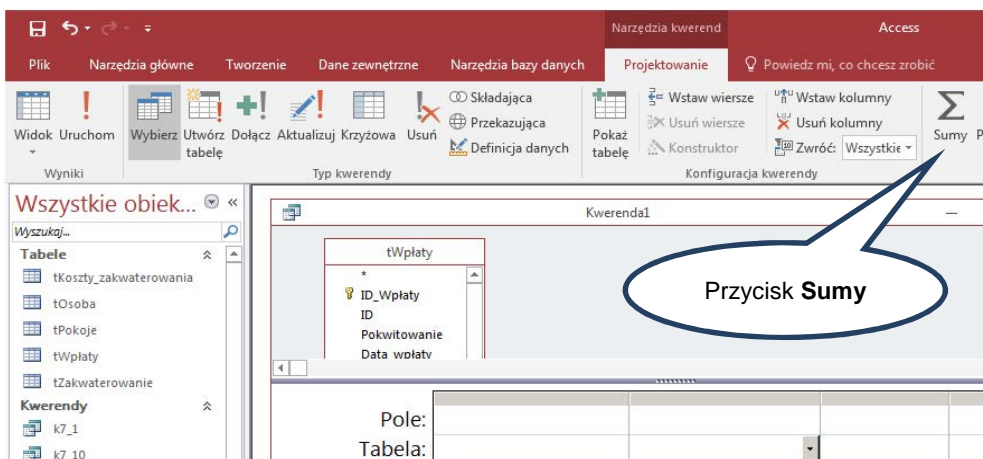 Narzędzia kwerend Access
Plik Narzędzia główne Tworzenie Dane zewnętrzne Narzędzia bazy danych Projektowanie Powiedz mi, co chcesz zrobić
Widok Uruchom Wybierz Utwórz tabelę Dołącz Aktualizuj Krzyżowa Usuń
Składająca
Przekazująca
Definicja danych
Pokaż tabelę
Wstaw wiersze
Usuń wiersze
Konstruktor
Wstaw kolumny
Usuń kolumny
Zwróć: Wszystkie
Sumy
Wyniki Typ kwerendy Konfiguracja kwerendy
Wszystkie obiek...
Wyszukaj...
Tabele
tKoszty_zakwaterowania
tOsoba
tPokoje
tWpłaty
tZakwaterowanie
Kwerendy
k7_1
k7_10
Kwerenda1
tWpłaty
*
ID_Wpłaty
ID
Pokwitowanie
Data_wpłaty
Przycisk Sumy
Pole:
Tabela: